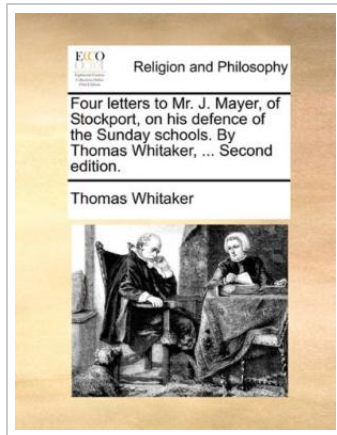 ECCO
Religion and Philosophy
Four letters to Mr. J. Mayer, of
Stockport, on his defence of
the Sunday schools. By
Thomas Whitaker, ... Second
edition.
Thomas Whitaker